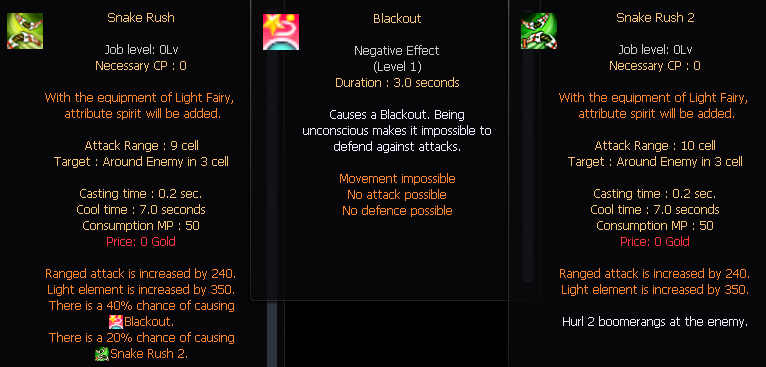 Snake Rush
Job level: 0Lv
Necessary CP : 0
With the equipment of Light Fairy,
attribute spirit will be added.
Attack Range : 9 cell
Target : Around Enemy in 3 cell
Casting time : 0.2 sec.
Cool time : 7.0 seconds
Consumption MP : 50
Price: 0 Gold
Ranged attack is increased by 240.
Light element is increased by 350.
There is a 40% chance of causing
Blackout.
There is a 20% chance of causing
Snake Rush 2.
Blackout
Negative Effect
(Level 1)
Duration : 3.0 seconds
Causes a Blackout. Being
unconscious makes it impossible to
defend against attacks.
Movement impossible
No attack possible
No defence possible
Snake Rush 2
Job level: 0Lv
Necessary CP : 0
With the equipment of Light Fairy,
attribute spirit will be added.
Attack Range : 10 cell
Target : Around Enemy in 3 cell
Casting time : 0.2 sec.
Cool time : 7.0 seconds
Consumption MP : 50
Price: 0 Gold
Ranged attack is increased by 240.
Light element is increased by 350.
Hurl 2 boomerangs at the enemy.